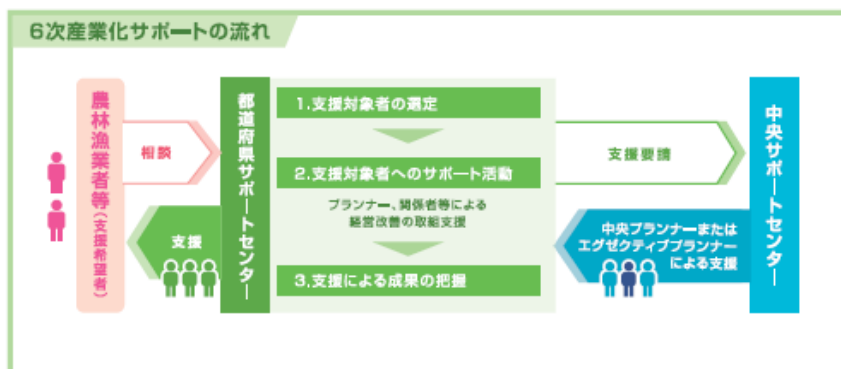 6次産業化サポートの流れ
農林漁業者等(支援希望者)
相談
支援
都道府県サポートセンター
1.支援対象者の選定
2.支援対象者へのサポート活動
プランナー、関係者等による
経営改善の取組支援
3.支援による成果の把握
支援要請
中央プランナーまたは
エグゼクティブプランナー
による支援
中央サポートセンター